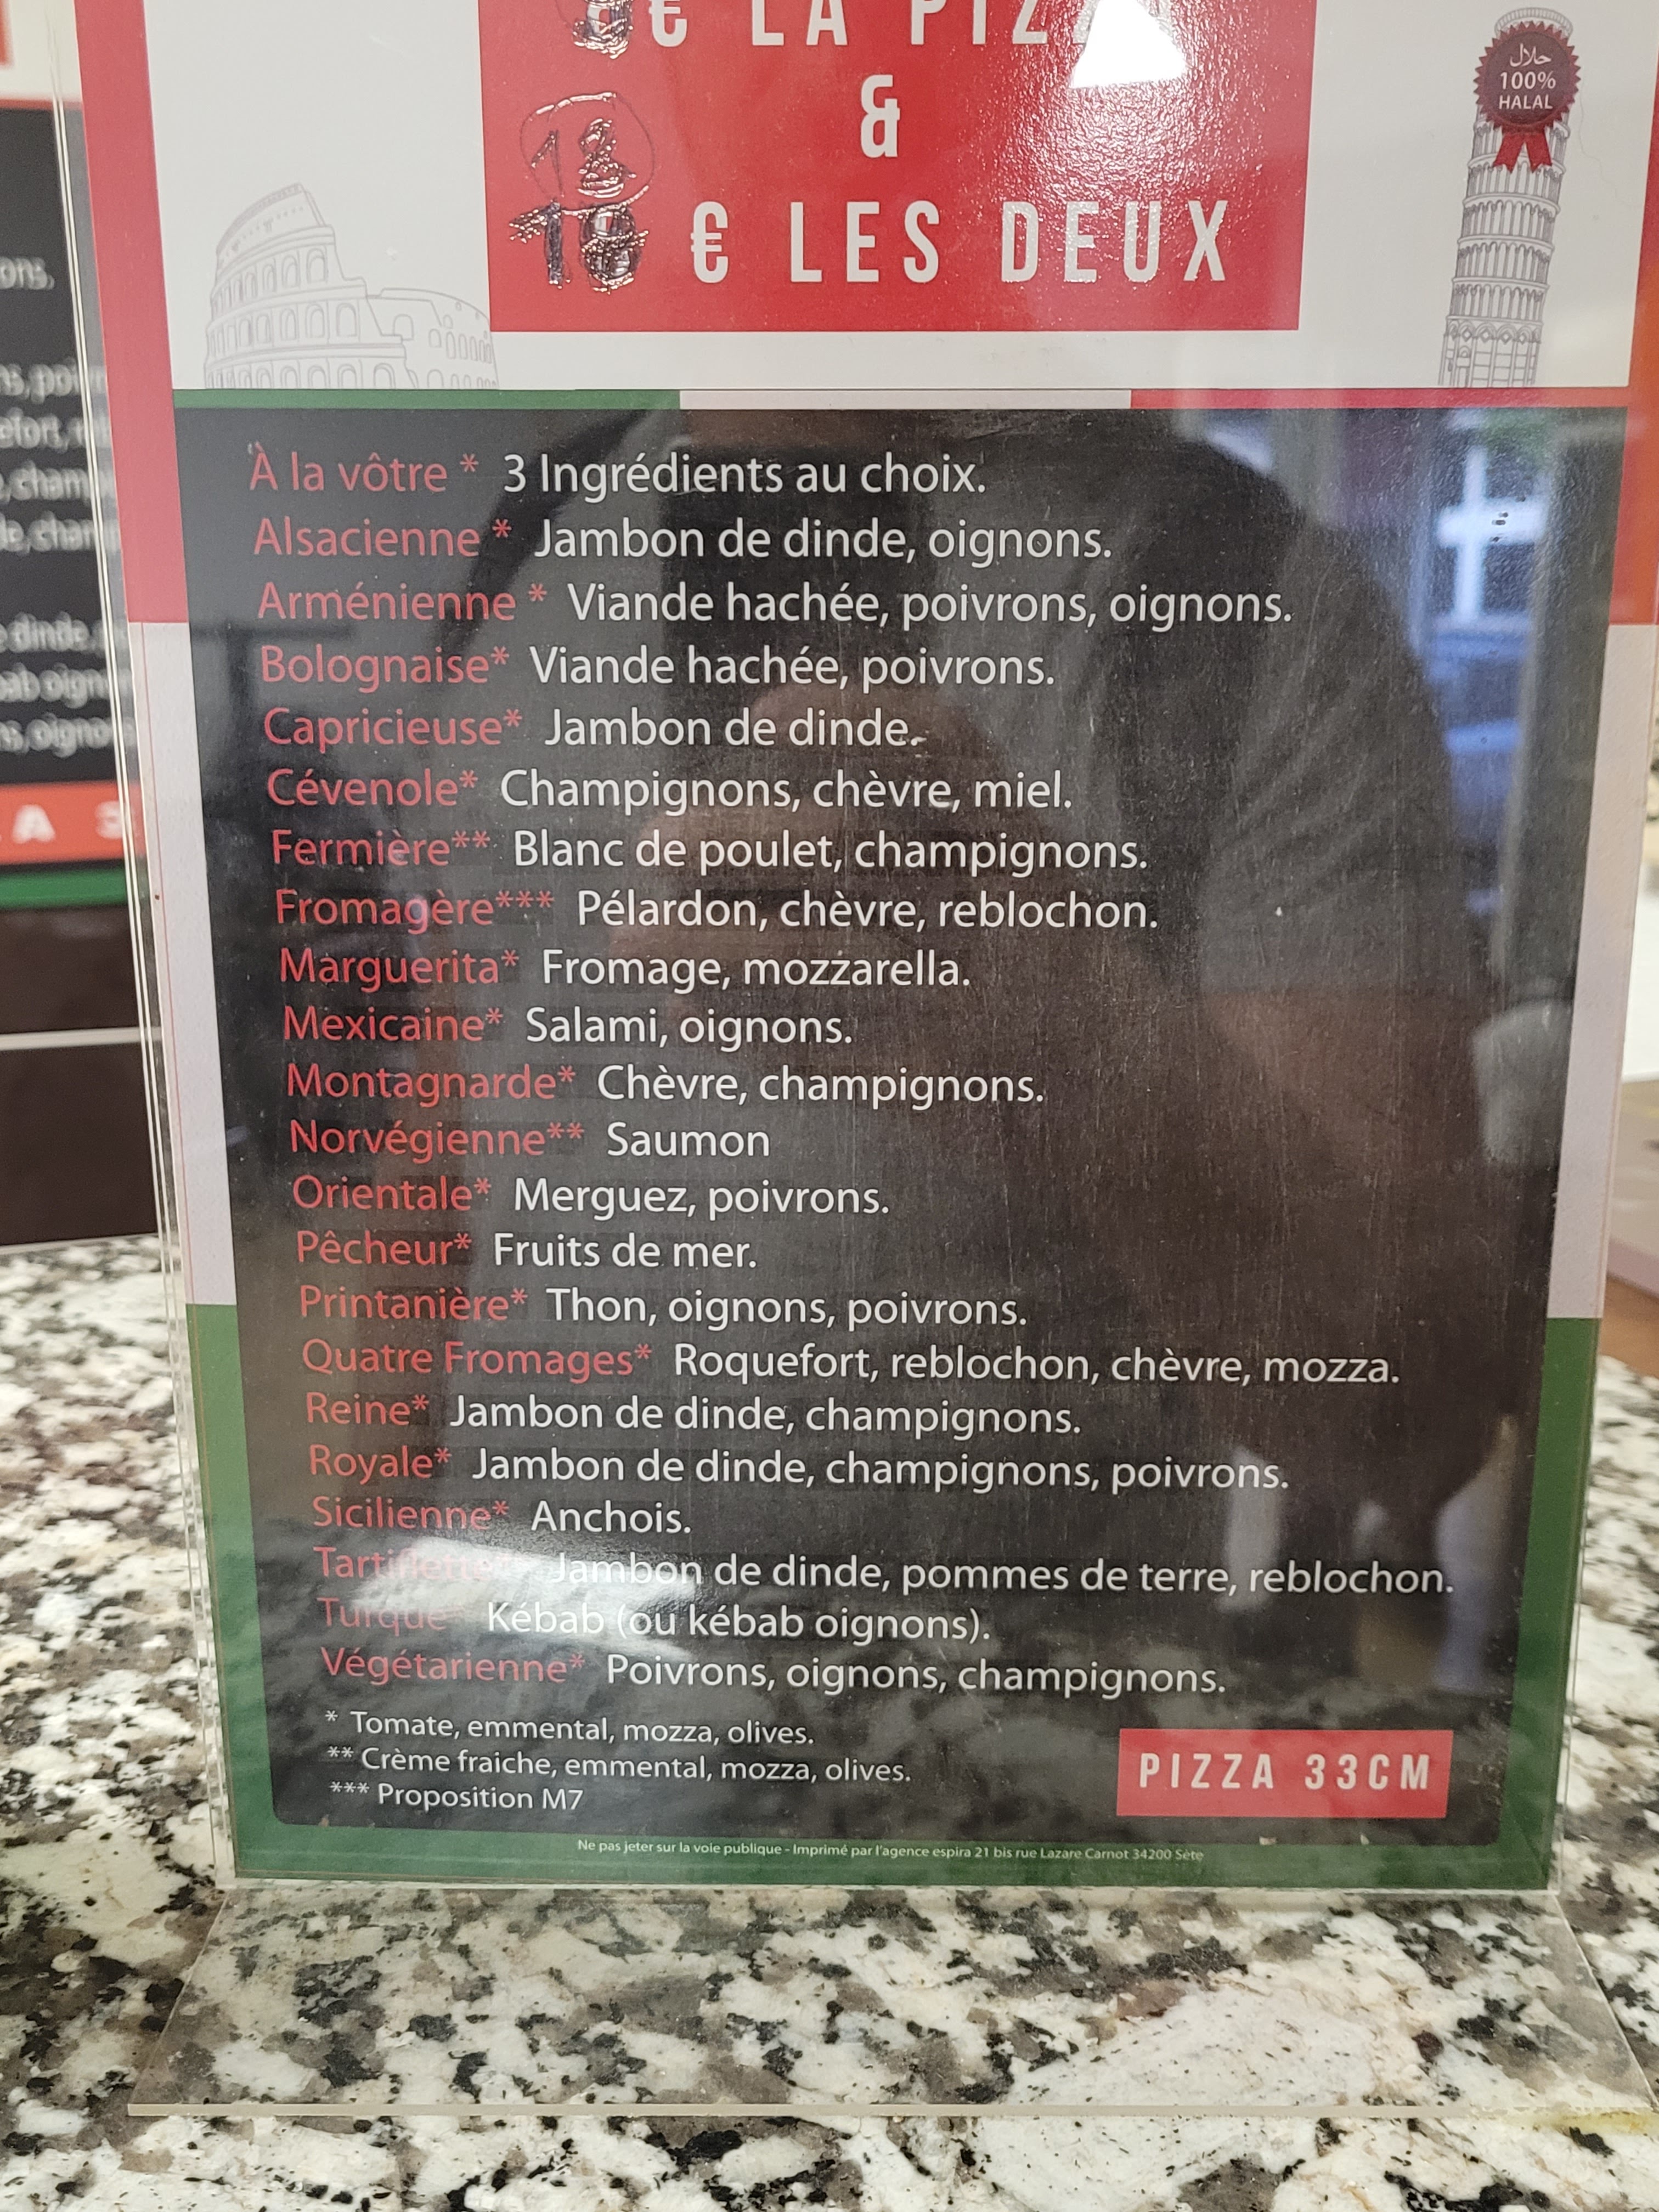 € LA PIZZA
&
€ LES DEUX
حلال
100%
HALAL
À la vôtre * 3 Ingrédients au choix.
Alsacienne * Jambon de dinde, oignons.
Arménienne * Viande hachée, poivrons, oignons.
Bolognaise* Viande hachée, poivrons.
Capricieuse* Jambon de dinde.
Cévenole* Champignons, chèvre, miel.
Fermière** Blanc de poulet, champignons.
Fromagère*** Pélardon, chèvre, reblochon.
Marguerita* Fromage, mozzarella.
Mexicaine* Salami, oignons.
Montagnarde* Chèvre, champignons.
Norvégienne** Saumon
Orientale* Merguez, poivrons.
Pêcheur* Fruits de mer.
Printanière* Thon, oignons, poivrons.
Quatre Fromages* Roquefort, reblochon, chèvre, mozza.
Reine* Jambon de dinde, champignons.
Royale* Jambon de dinde, champignons, poivrons.
Sicilienne* Anchois.
Tartiflette** Jambon de dinde, pommes de terre, reblochon.
Turque* Kébab (ou kébab oignons).
Végétarienne* Poivrons, oignons, champignons.
* Tomate, emmental, mozza, olives.
** Crème fraiche, emmental, mozza, olives.
*** Proposition M7
PIZZA 33CM
Ne pas jeter sur la voie publique - Imprimé par l'agence espira 21 bis rue Lazare Carnot 34200 Sète